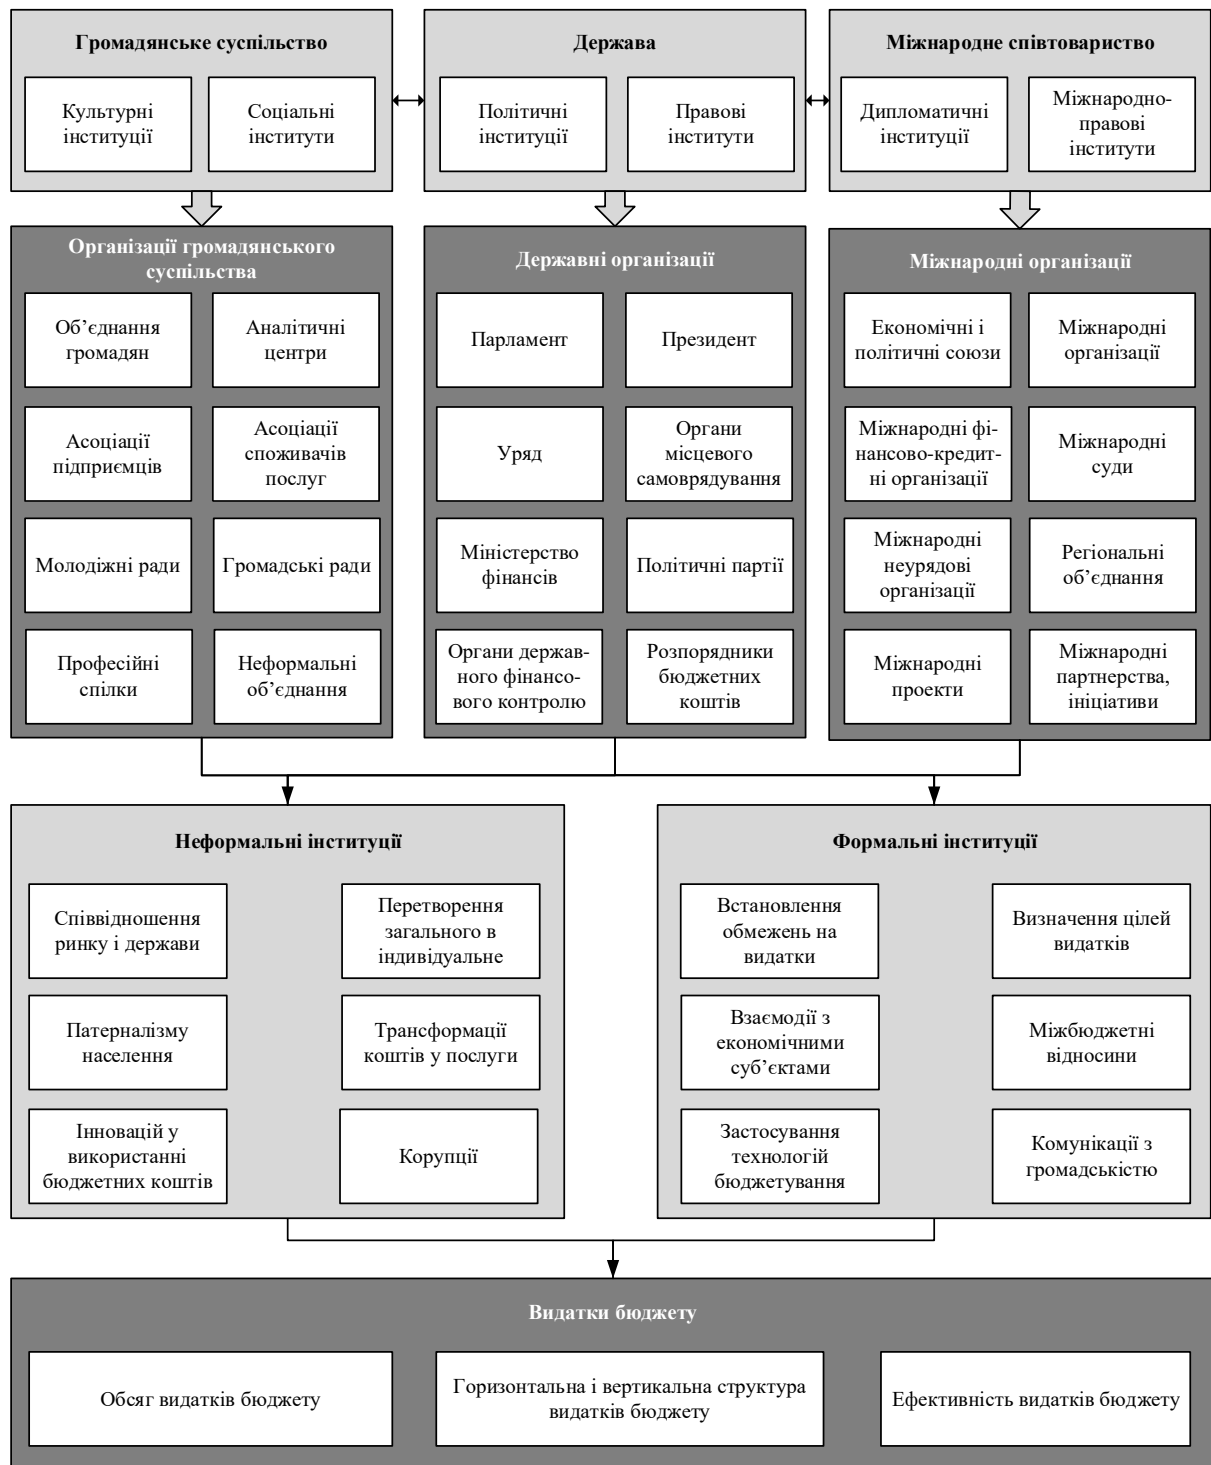 Громадянське суспільство
Культурні
інституції
Соціальні
інститути
Держава
Політичні
інституції
Правові
інститути
Міжнародне співтовариство
Дипломатичні
інституції
Міжнародно-
правові
інститути
Організації громадянського
суспільства
Об’єднання
громадян
Аналітичні
центри
Асоціації
підприємців
Асоціації
споживачів
послуг
Молодіжні ради
Громадські ради
Професійні
спілки
Неформальні
об’єднання
Державні організації
Парламент
Президент
Уряд
Органи
місцевого
самоврядування
Міністерство
фінансів
Політичні партії
Органи держав-
ного фінансо-
вого контролю
Розпорядники
бюджетних
коштів
Міжнародні організації
Економічні і
політичні союзи
Міжнародні
організації
Міжнародні фі-
нансово-кредит-
ні організації
Міжнародні
суди
Міжнародні
неурядові
організації
Регіональні
об’єднання
Міжнародні
проекти
Міжнародні
партнерства,
ініціативи
Неформальні інституції
Співвідношення
ринку і держави
Перетворення
загального в
індивідуальне
Патерналізму
населення
Трансформації
коштів у послуги
Інновацій у
використанні
бюджетних коштів
Корупції
Формальні інституції
Встановлення
обмежень на
видатки
Визначення цілей
видатків
Взаємодії з
економічними
суб’єктами
Міжбюджетні
відносини
Застосування
технологій
бюджетування
Комунікації з
громадськістю
Видатки бюджету
Обсяг видатків бюджету
Горизонтальна і вертикальна структура
видатків бюджету
Ефективність видатків бюджету